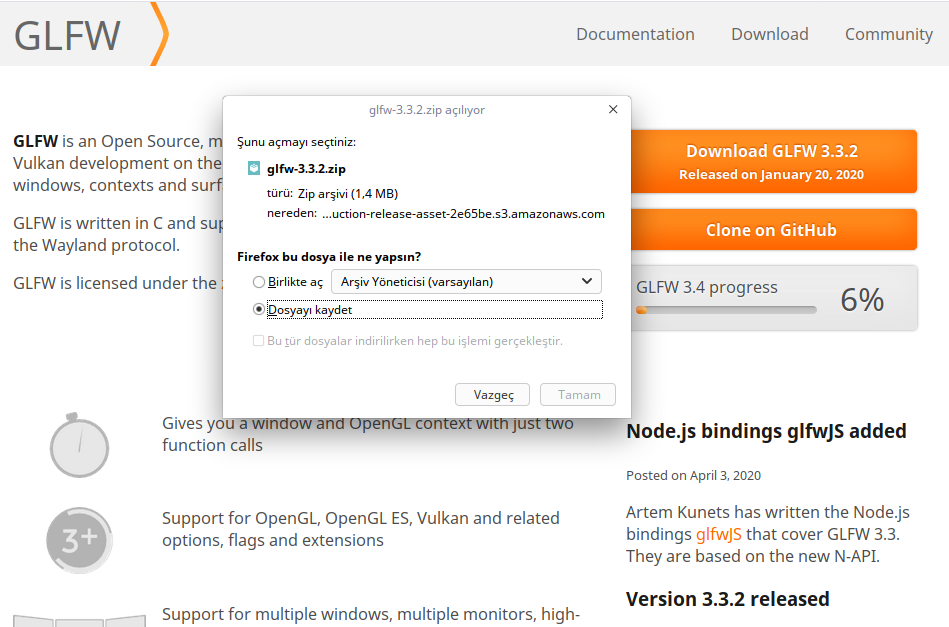 GLFW
Documentation
Download
Community
GLFW is an Open Source, m
Vulkan development on the
windows, contexts and surf
GLFW is written in C and sup
the Wayland protocol.
GLFW is licensed under the
glfw-3.3.2.zip açılıyor
Şunu açmayı seçtiniz:
glfw-3.3.2.zip
türü: Zip arşivi (1,4 MB)
nereden: ...uction-release-asset-2e65be.s3.amazonaws.com
Firefox bu dosya ile ne yapsın?
Birlikte aç
Arşiv Yöneticisi (varsayılan)
Dosyayı kaydet
Bu tür dosyalar indirilirken hep bu işlemi gerçekleştir.
Vazgeç
Tamam
Download GLFW 3.3.2
Released on January 20, 2020
Clone on GitHub
GLFW 3.4 progress
6%
Gives you a window and OpenGL context with just two
function calls
3+
Support for OpenGL, OpenGL ES, Vulkan and related
options, flags and extensions
Support for multiple windows, multiple monitors, high-
Node.js bindings glfwJS added
Posted on April 3, 2020
Artem Kunets has written the Node.js
bindings glfwJS that cover GLFW 3.3.
They are based on the new N-API.
Version 3.3.2 released